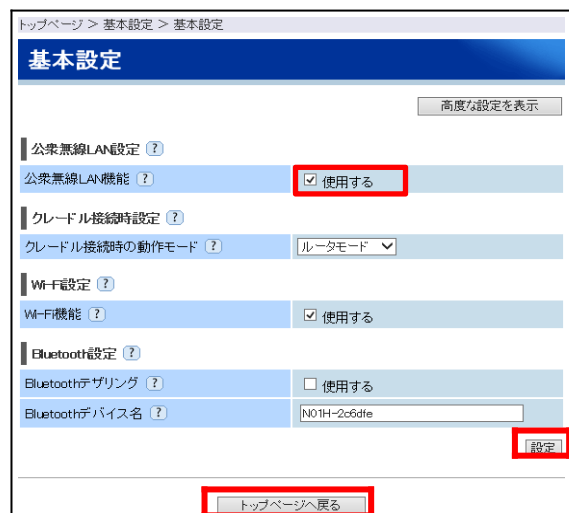 トップページ > 基本設定 > 基本設定
基本設定
高度な設定を表示
公衆無線LAN設定 ?
公衆無線LAN機能 ? 使用する
クレードル接続時設定 ?
クレードル接続時の動作モード ? ルータモード
Wi-Fi設定 ?
Wi-Fi機能 ? 使用する
Bluetooth設定 ?
Bluetoothテザリング ? 使用する
Bluetoothデバイス名 ? N01H-2c6dfe
設定
トップページへ戻る